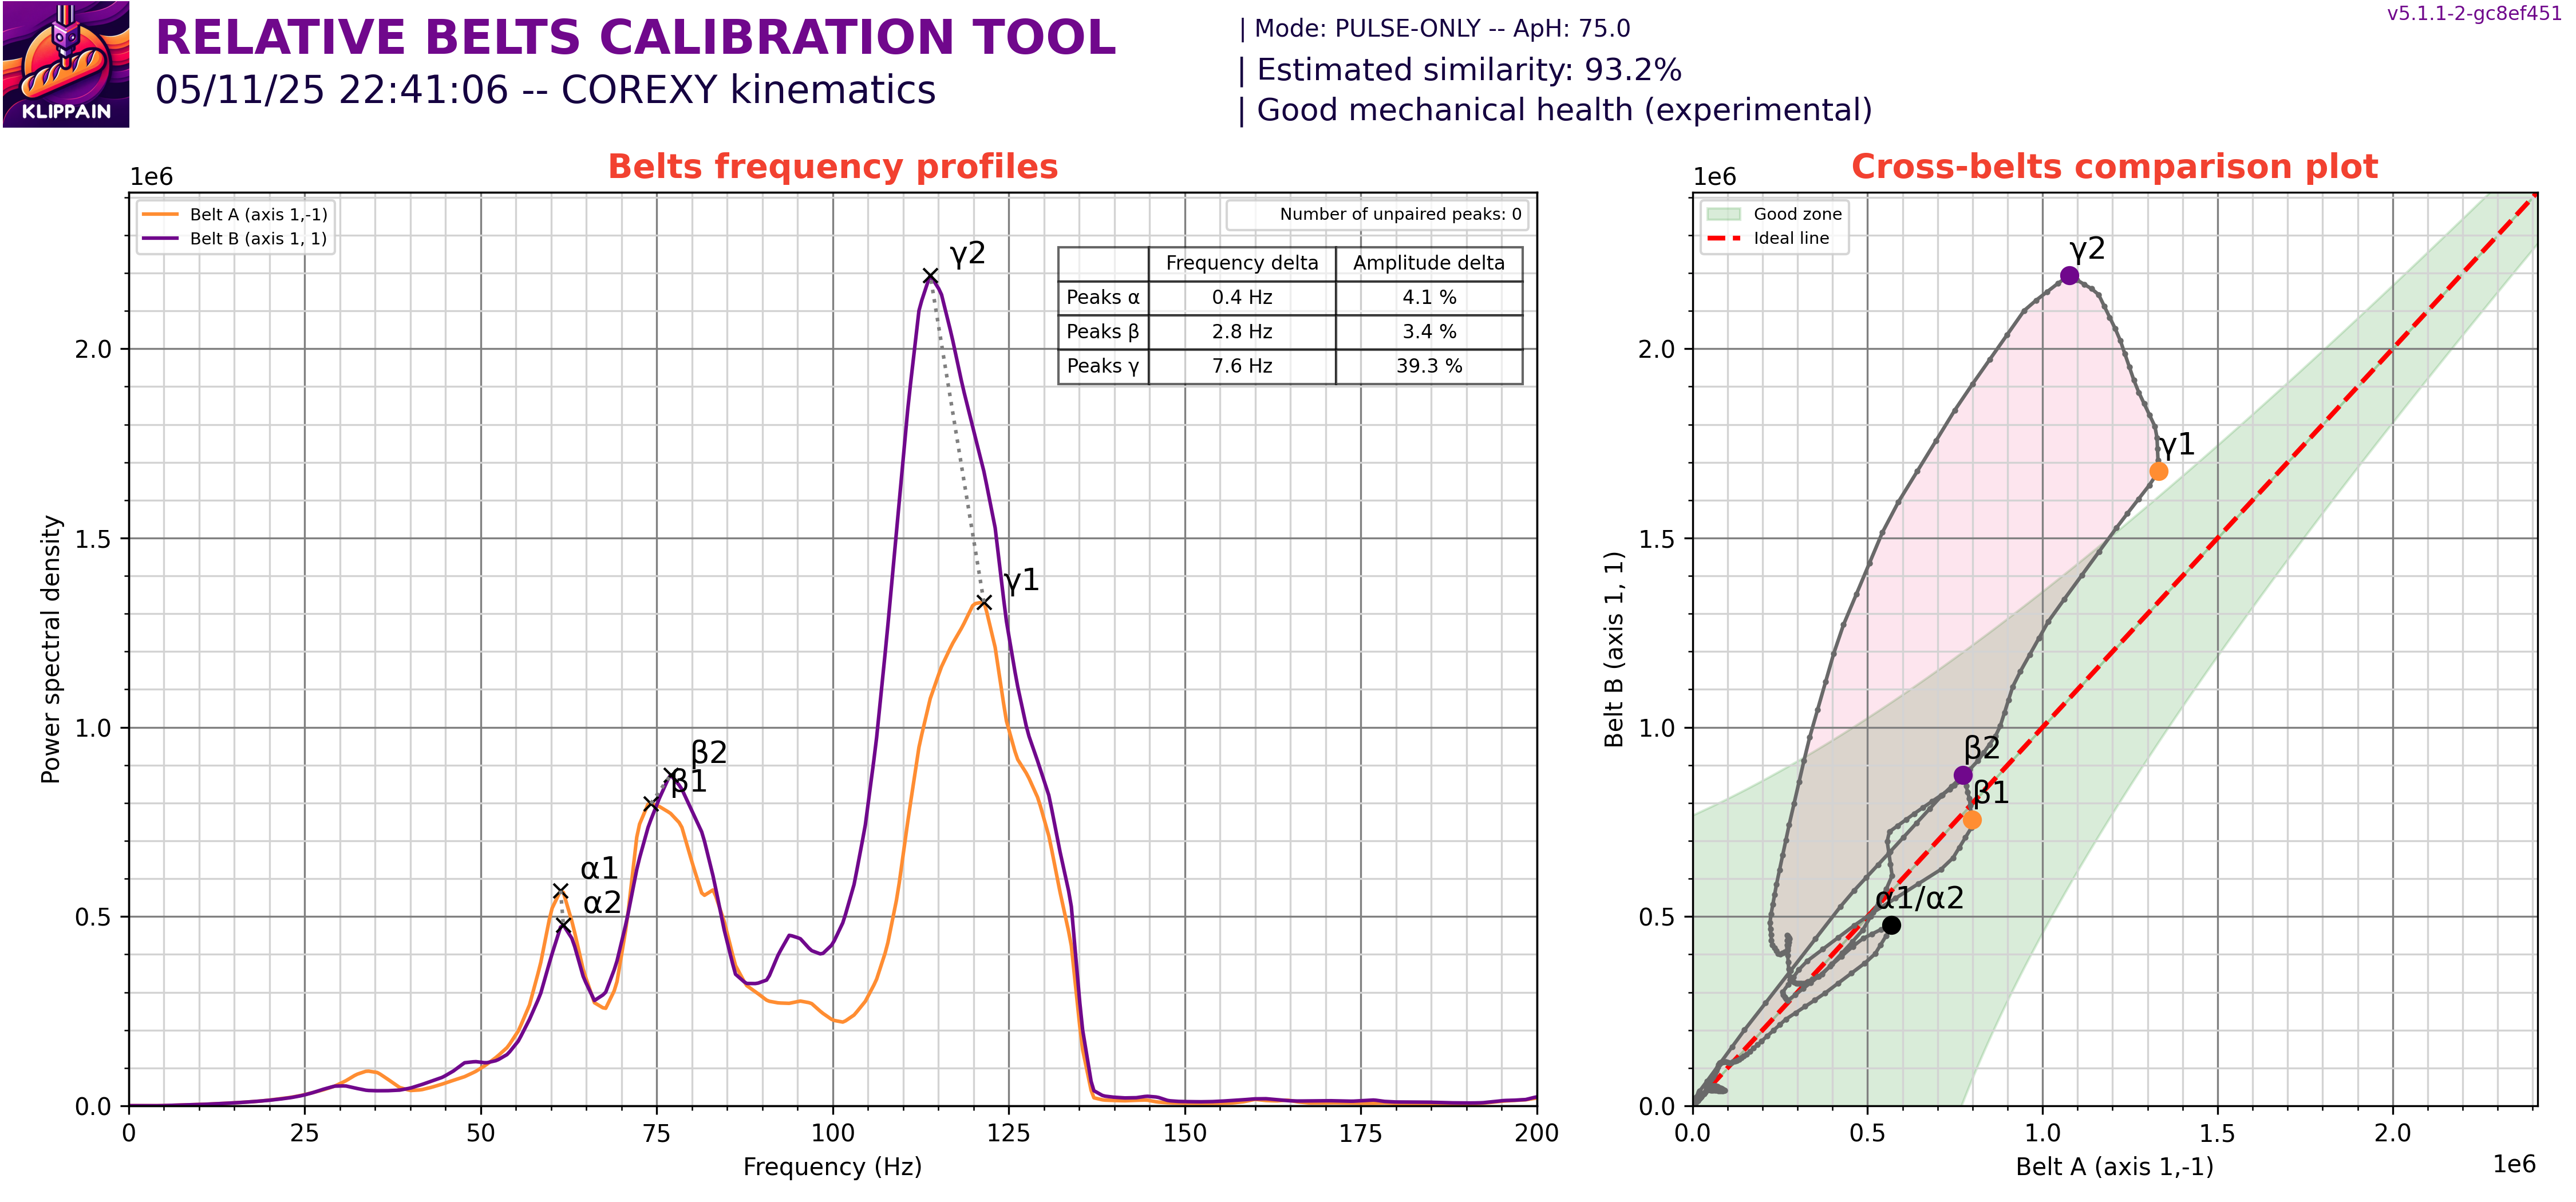 KLIPPAIN
RELATIVE BELTS CALIBRATION TOOL
05/11/25 22:41:06 -- COREXY kinematics
| Mode: PULSE-ONLY -- ApH: 75.0
| Estimated similarity: 93.2%
| Good mechanical health (experimental)
v5.1.1-2-gc8ef451
Belts frequency profiles
1e6
Belt A (axis 1,-1)
Belt B (axis 1, 1)
Number of unpaired peaks: 0
Frequency delta Amplitude delta
Peaks α 0.4 Hz 4.1 %
Peaks β 2.8 Hz 3.4 %
Peaks γ 7.6 Hz 39.3 %
γ2
γ1
β2
β1
α1
α2
2.0
1.5
1.0
0.5
0.0
Power spectral density
0 25 50 75 100 125 150 175 200
Frequency (Hz)
Cross-belts comparison plot
1e6
Good zone
Ideal line
γ2
γ1
β2
β1
α1/α2
2.0
1.5
1.0
0.5
0.0
Belt B (axis 1, 1)
0.0 0.5 1.0 1.5 2.0
Belt A (axis 1,-1)
1e6